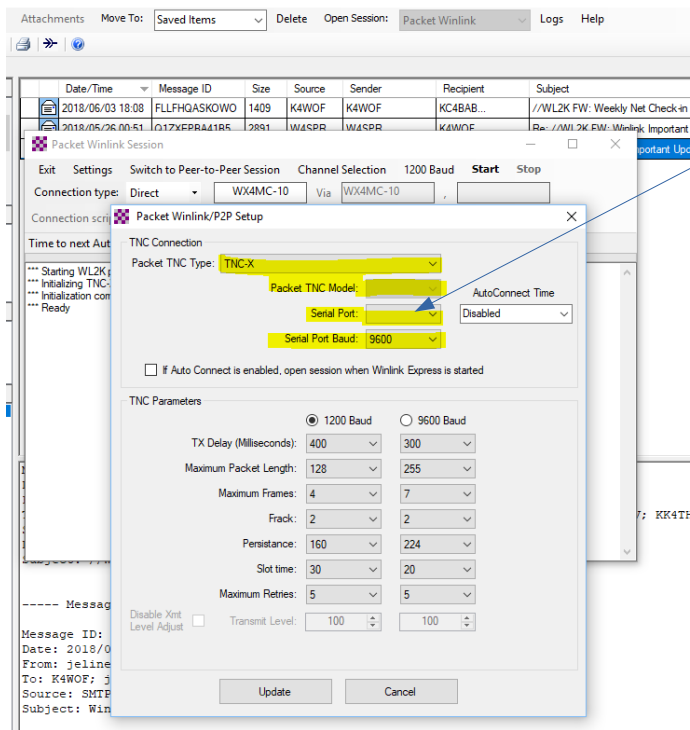 Attachments Move To: Saved Items Delete Open Session: Packet Winlink Logs Help
Date/Time Message ID Size Source Sender Recipient Subject
2018/06/03 18:08 FLLFHQASKOWO 1409 K4WOF K4WOF KC4BAB... //WL2K FW: Weekly Net Check-in
2018/05/26 00:51 O1ZXFPBA41B5 2891 W4SPR W4SPR K4WOF Re: //WL2K FW: Winlink Important
portant Upd
Packet Winlink Session
Exit Settings Switch to Peer-to-Peer Session Channel Selection 1200 Baud Start Stop
Connection type: Direct WX4MC-10 Via WX4MC-10 ,
Connection scri
Time to next Aut
*** Starting WL2K p
*** Initializing TNC-
*** Initialization com
*** Ready
Packet Winlink/P2P Setup
TNC Connection
Packet TNC Type: TNC-X
Packet TNC Model:
AutoConnect Time
Serial Port: Disabled
Serial Port Baud: 9600
If Auto Connect is enabled, open session when Winlink Express is started
TNC Parameters
1200 Baud 9600 Baud
TX Delay (Milliseconds): 400 300
Maximum Packet Length: 128 255
Maximum Frames: 4 7
Frack: 2 2
Persistance: 160 224
Slot time: 30 20
Maximum Retries: 5 5
Disable Xmt
Level Adjust Transmit Level: 100 100
Update Cancel
; KK4TH
----- Messag
Message ID:
Date: 2018/0
From: jeline
To: K4WOF; j
Source: SMTP
Subject: Win